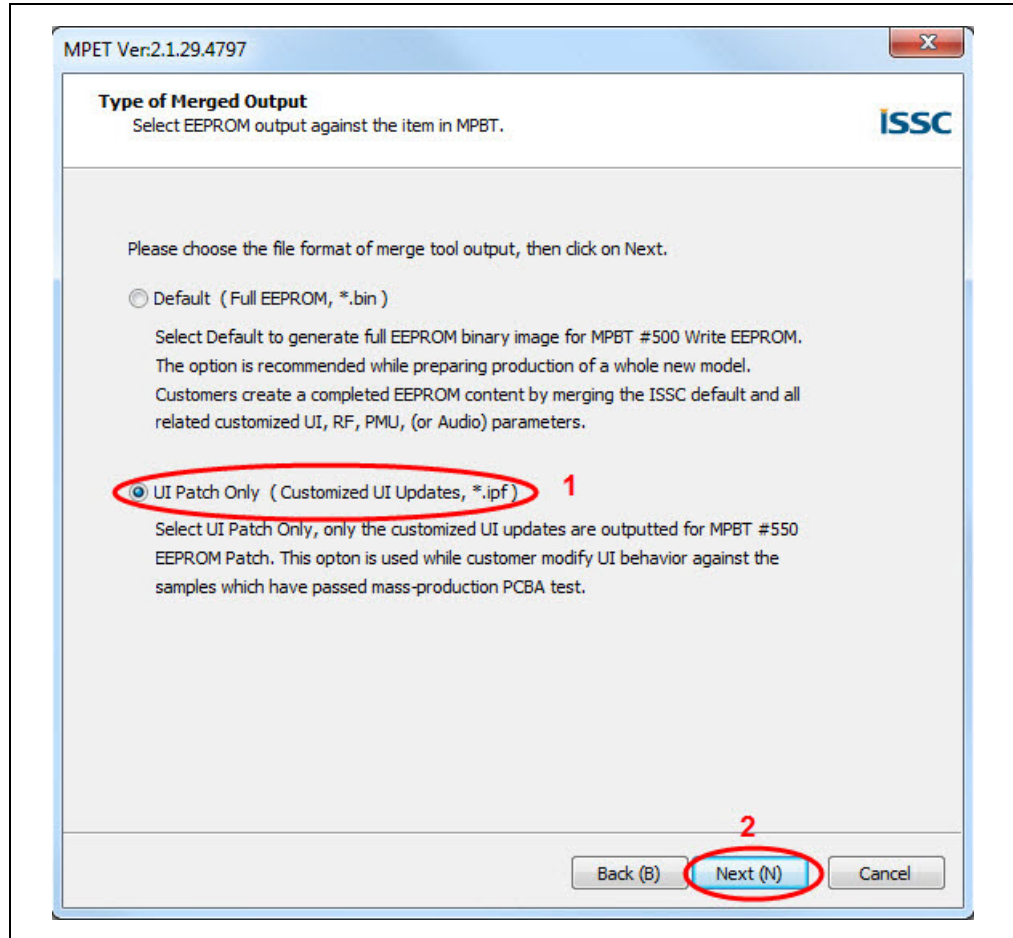 MPET Ver:2.1.29.4797
Type of Merged Output
Select EEPROM output against the item in MPBT.
ISSC
Please choose the file format of merge tool output, then click on Next.
Default ( Full EEPROM, *.bin )
Select Default to generate full EEPROM binary image for MPBT #500 Write EEPROM.
The option is recommended while preparing production of a whole new model.
Customers create a completed EEPROM content by merging the ISSC default and all
related customized UI, RF, PMU, (or Audio) parameters.
UI Patch Only ( Customized UI Updates, *.ipf )
1
Select UI Patch Only, only the customized UI updates are outputted for MPBT #550
EEPROM Patch. This opton is used while customer modify UI behavior against the
samples which have passed mass-production PCBA test.
2
Back (B)
Next (N)
Cancel